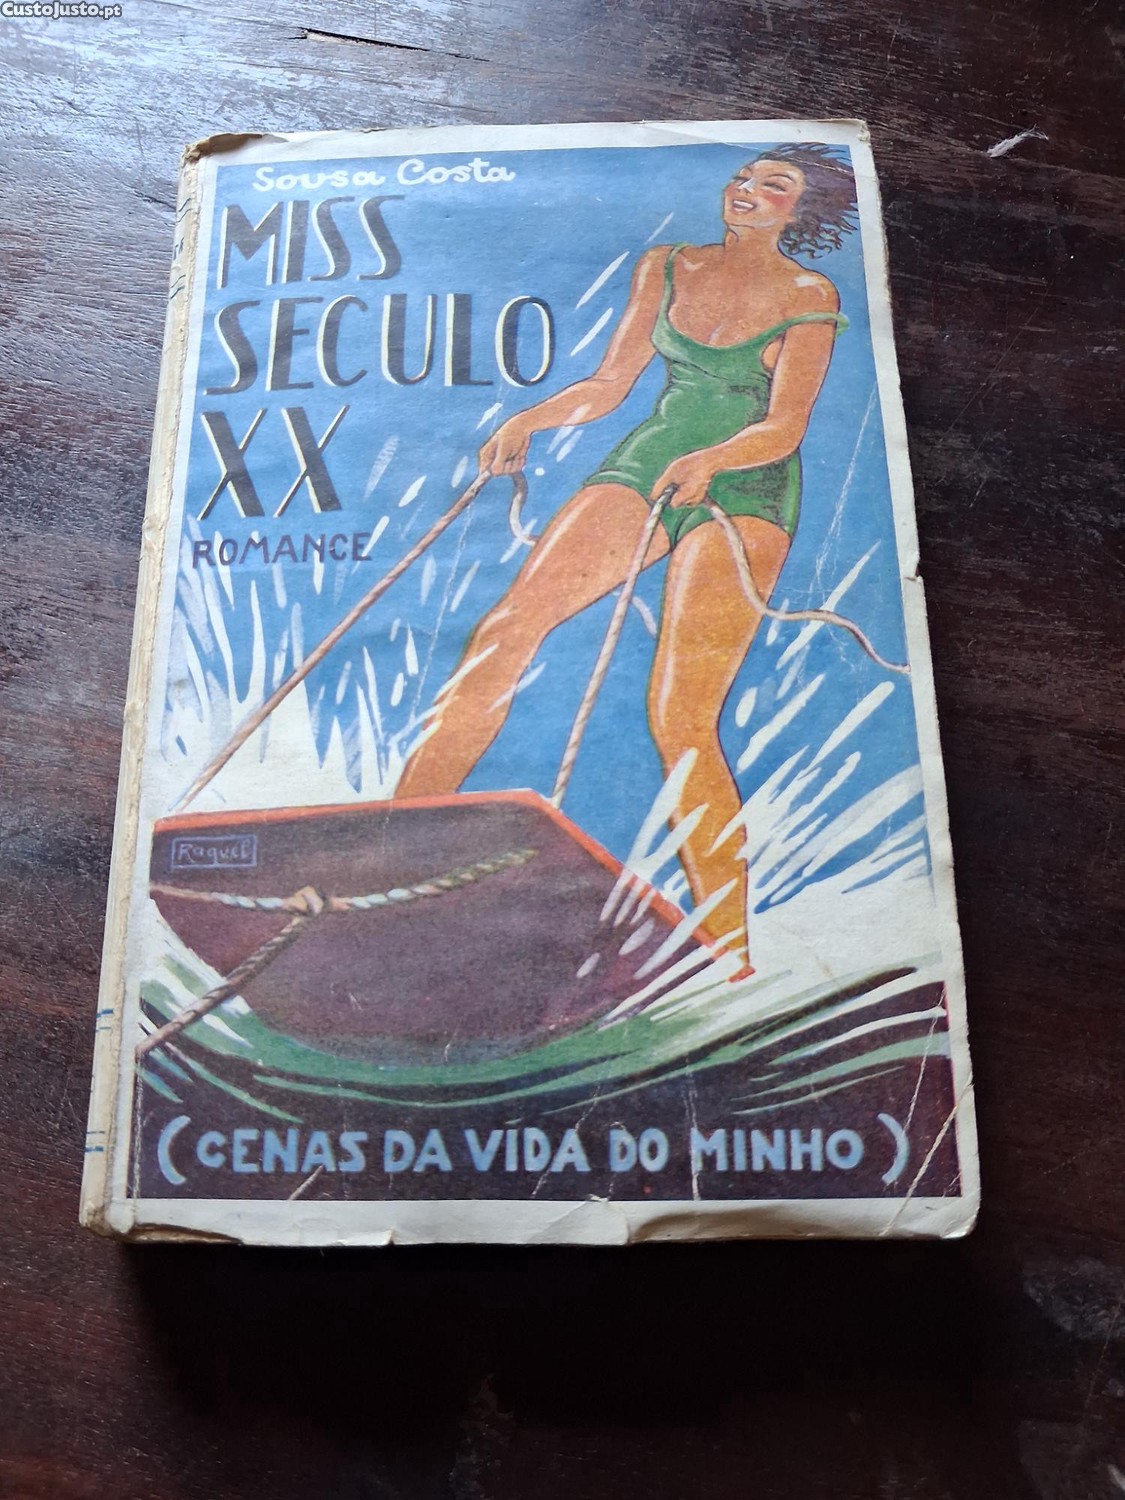 CustoJusto.pt
Sousa Costa
MISS
SECULO
XX
ROMANCE
Raquel
(CENAS DA VIDA DO MINHO)